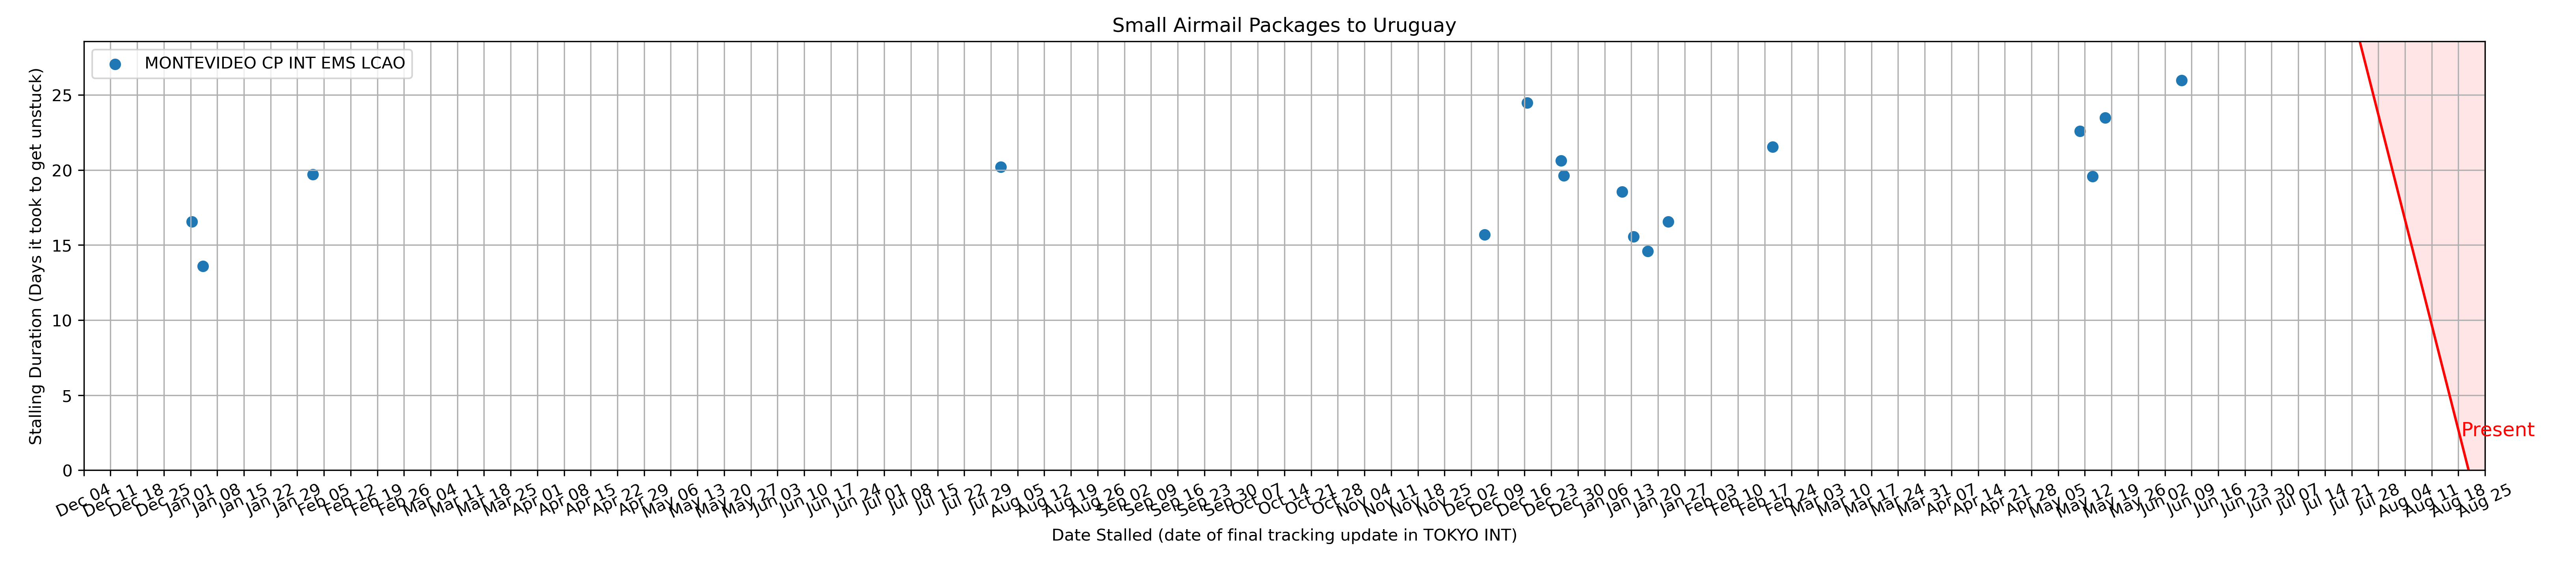 Small Airmail Packages to Uruguay
MONTEVIDEO CP INT EMS LCAO
Stalling Duration (Days it took to get unstuck)
25
20
15
10
5
0
Present
Dec 04
Dec 11
Dec 18
Dec 25
Jan 01
Jan 08
Jan 15
Jan 22
Jan 29
Feb 05
Feb 12
Feb 19
Feb 26
Mar 04
Mar 11
Mar 18
Mar 25
Apr 01
Apr 08
Apr 15
Apr 22
Apr 29
May 06
May 13
May 20
May 27
Jun 03
Jun 10
Jun 17
Jun 24
Jul 01
Jul 08
Jul 15
Jul 22
Jul 29
Aug 05
Aug 12
Aug 19
Aug 26
Sep 02
Sep 09
Sep 16
Sep 23
Sep 30
Oct 07
Oct 14
Oct 21
Oct 28
Nov 04
Nov 11
Nov 18
Nov 25
Dec 02
Dec 09
Dec 16
Dec 23
Dec 30
Jan 06
Jan 13
Jan 20
Jan 27
Feb 03
Feb 10
Feb 17
Feb 24
Mar 03
Mar 10
Mar 17
Mar 24
Mar 31
Apr 07
Apr 14
Apr 21
Apr 28
May 05
May 12
May 19
May 26
Jun 02
Jun 09
Jun 16
Jun 23
Jun 30
Jul 07
Jul 14
Jul 21
Jul 28
Aug 04
Aug 11
Aug 18
Aug 25
Date Stalled (date of final tracking update in TOKYO INT)